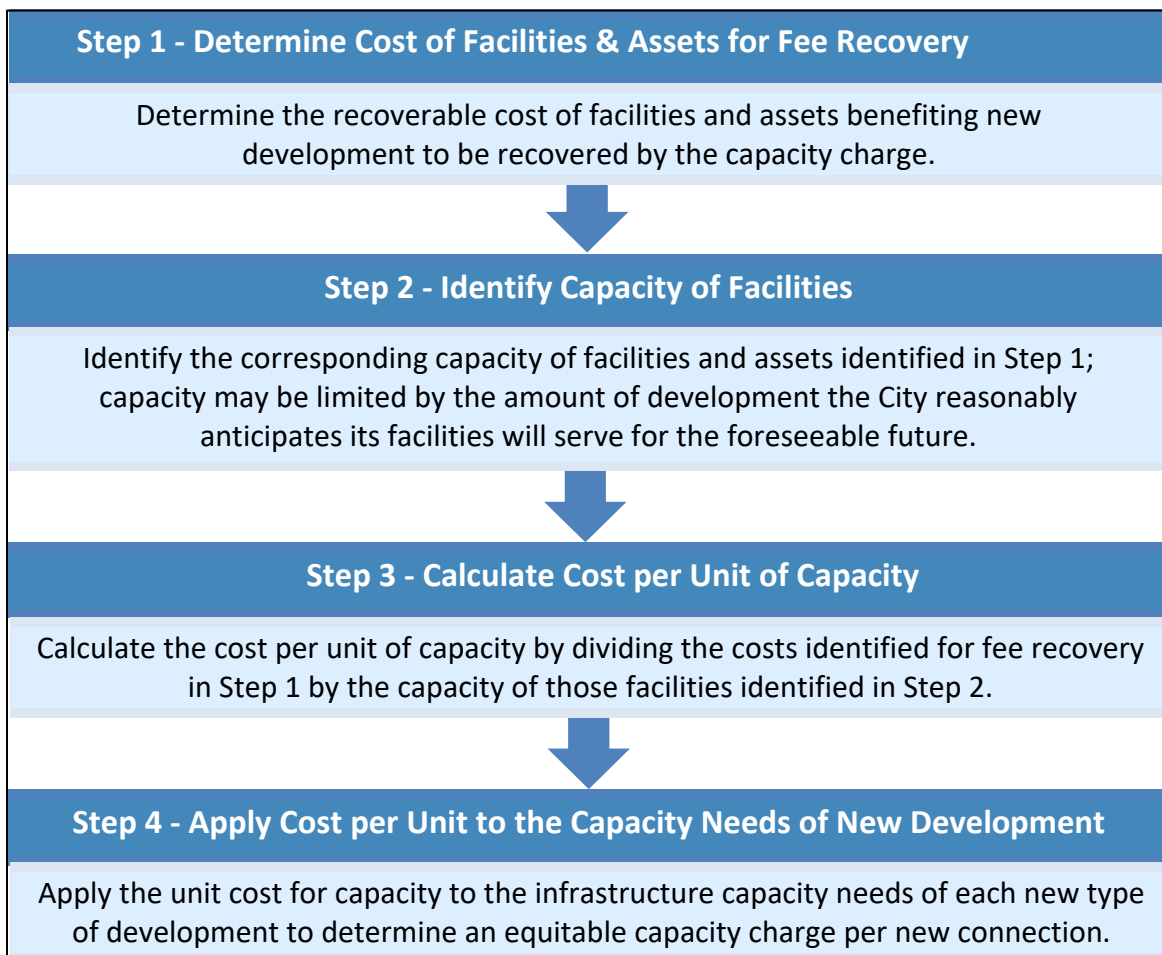 Step 1 - Determine Cost of Facilities & Assets for Fee Recovery
Determine the recoverable cost of facilities and assets benefiting new
development to be recovered by the capacity charge.
Step 2 - Identify Capacity of Facilities
Identify the corresponding capacity of facilities and assets identified in Step 1;
capacity may be limited by the amount of development the City reasonably
anticipates its facilities will serve for the foreseeable future.
Step 3 - Calculate Cost per Unit of Capacity
Calculate the cost per unit of capacity by dividing the costs identified for fee recovery
in Step 1 by the capacity of those facilities identified in Step 2.
Step 4 - Apply Cost per Unit to the Capacity Needs of New Development
Apply the unit cost for capacity to the infrastructure capacity needs of each new type
of development to determine an equitable capacity charge per new connection.